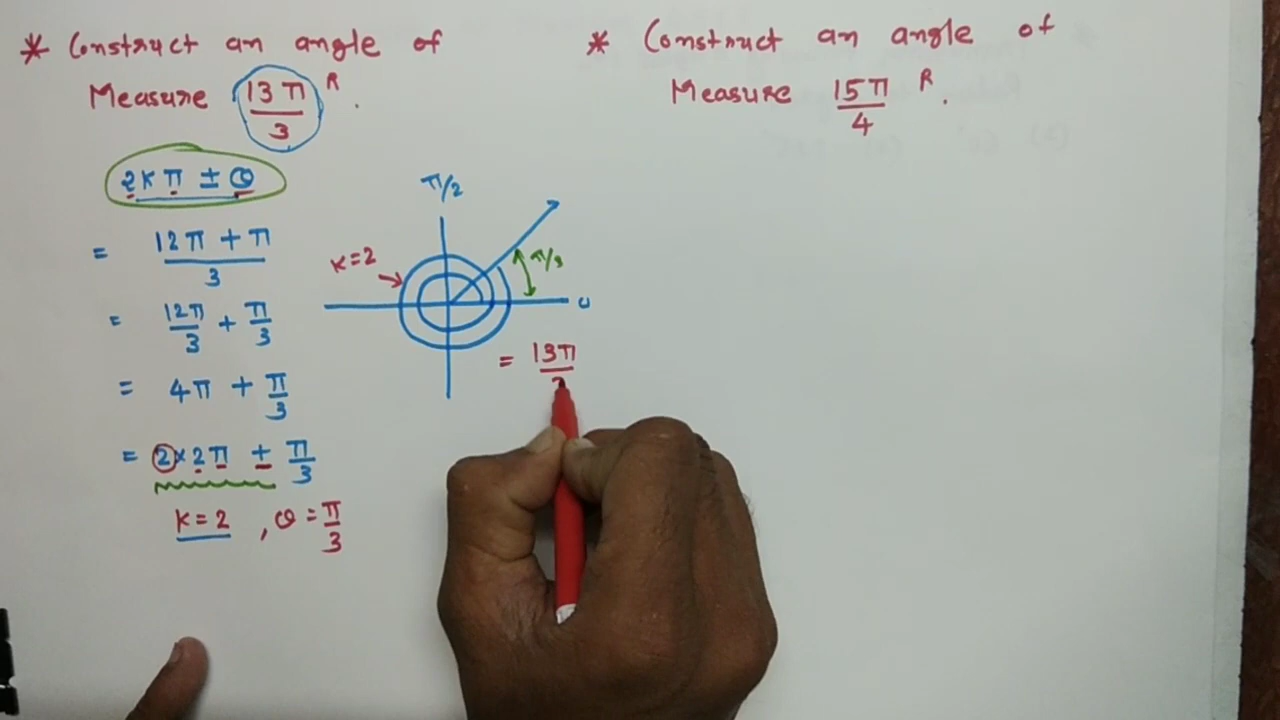 * Construct an angle of
Measure 13π/3 R.
2Kπ ± θ
= 12π + π / 3
= 12π/3 + π/3
= 4π + π/3
= 2×2π + π/3
K=2 , θ = π/3
π/2
K=2
π/3
0
= 13π
* Construct an angle of
Measure 15π/4 R.